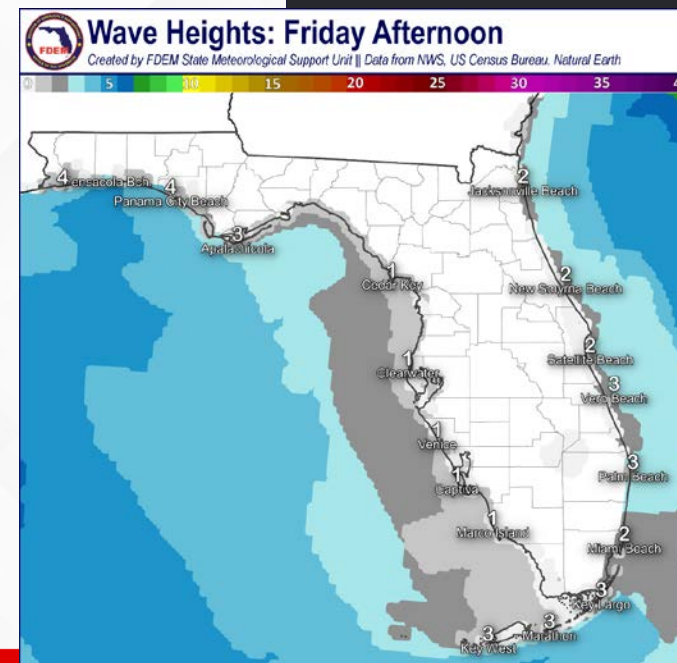 FDEM
Wave Heights: Friday Afternoon
Created by FDEM State Meteorological Support Unit || Data from NWS, US Census Bureau, Natural Earth
0 5 10 15 20 25 30 35 4
4 Pensacola Bch
4
Panama City Beach
3
Apalachicola
2
Jacksonville Beach
1
Cedar Key
2
New Smyrna Beach
2
Satellite Beach
1
Clearwater
3
Vero Beach
1
Venice
3
Palm Beach
1
Captiva
1
Marco Island
2
Miami Beach
3
Key Largo
3
Marathon
3
Key West